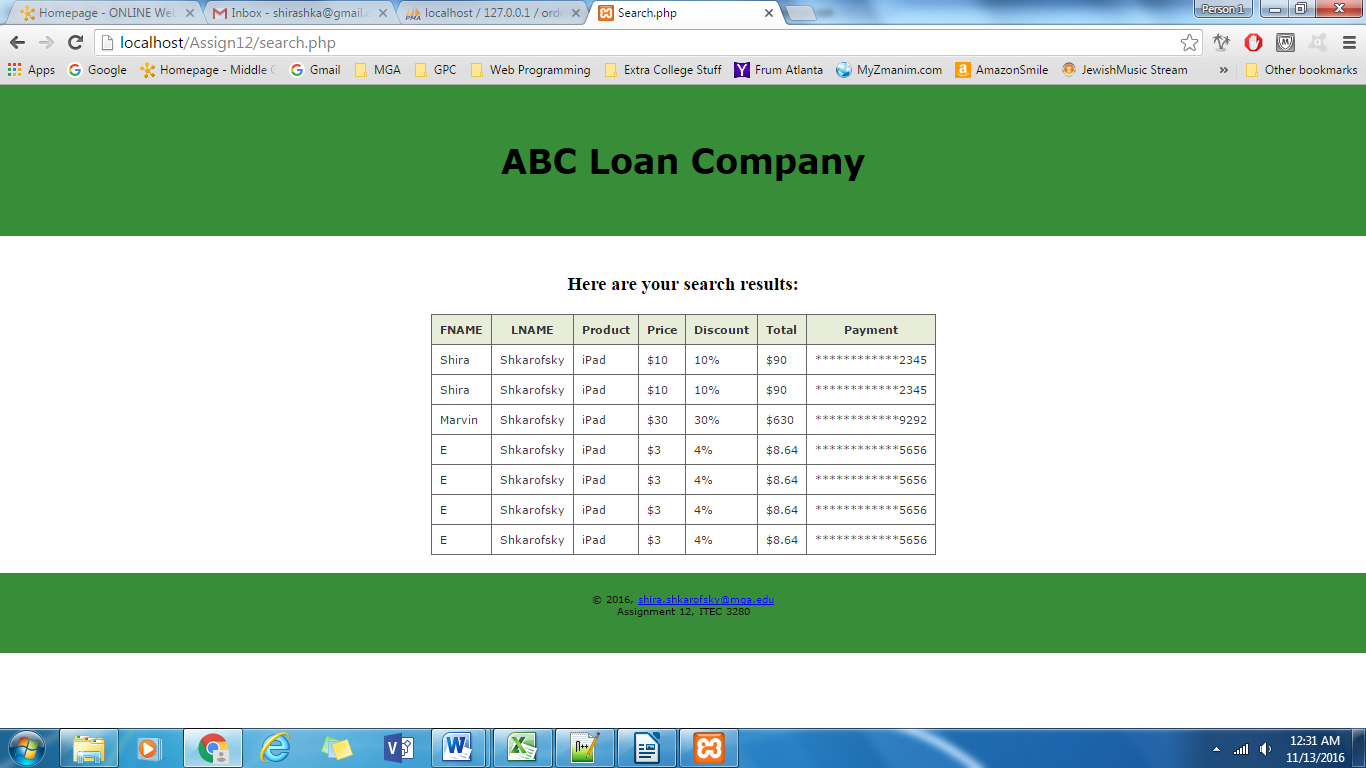 Homepage - ONLINE Web
Inbox - shirashka@gmail.c
localhost / 127.0.0.1 / orde
Search.php
Person 1
localhost/Assign12/search.php
Apps Google Homepage - Middle G Gmail MGA GPC Web Programming Extra College Stuff Frum Atlanta MyZmanim.com AmazonSmile JewishMusic Stream » Other bookmarks
ABC Loan Company
Here are your search results:
FNAME LNAME Product Price Discount Total Payment
Shira Shkarofsky iPad $10 10% $90 ************2345
Shira Shkarofsky iPad $10 10% $90 ************2345
Marvin Shkarofsky iPad $30 30% $630 ************9292
E Shkarofsky iPad $3 4% $8.64 ************5656
E Shkarofsky iPad $3 4% $8.64 ************5656
E Shkarofsky iPad $3 4% $8.64 ************5656
E Shkarofsky iPad $3 4% $8.64 ************5656
© 2016, shira.shkarofsky@mga.edu
Assignment 12, ITEC 3280
12:31 AM
11/13/2016